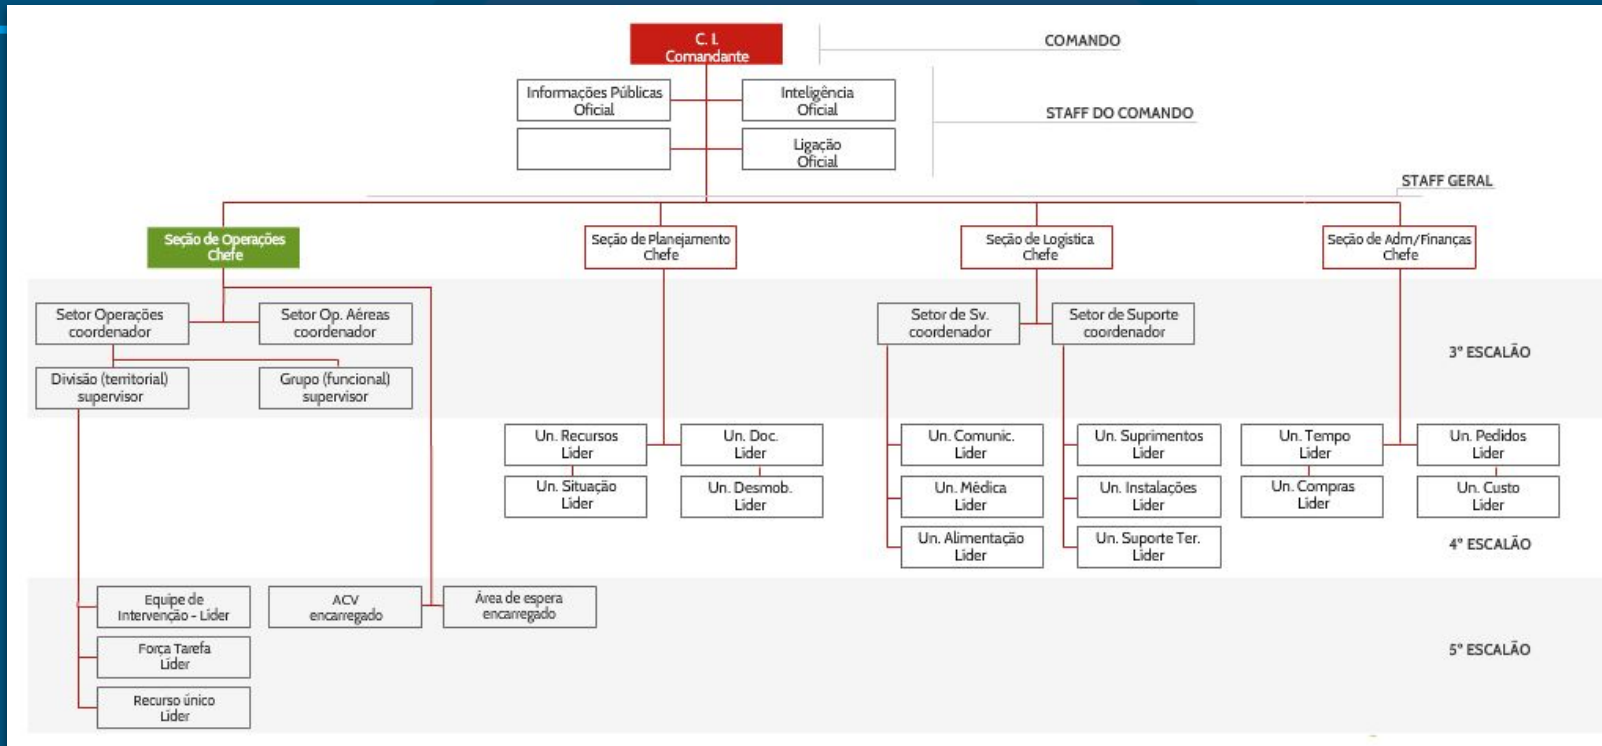 C. I.
Comandante
COMANDO
Informações Públicas
Oficial
Inteligência
Oficial
STAFF DO COMANDO
Ligação
Oficial
STAFF GERAL
Seção de Operações
Chefe
Seção de Planejamento
Chefe
Seção de Logística
Chefe
Seção de Adm/Finanças
Chefe
Setor Operações
coordenador
Setor Op. Aéreas
coordenador
Setor de Sv.
coordenador
Setor de Suporte
coordenador
3º ESCALÃO
Divisão (territorial)
supervisor
Grupo (funcional)
supervisor
Un. Recursos
Líder
Un. Doc.
Líder
Un. Comunic.
Líder
Un. Suprimentos
Líder
Un. Tempo
Líder
Un. Pedidos
Líder
Un. Situação
Líder
Un. Desmob.
Líder
Un. Médica
Líder
Un. Instalações
Líder
Un. Compras
Líder
Un. Custo
Líder
Un. Alimentação
Líder
Un. Suporte Ter.
Líder
4º ESCALÃO
Equipe de
Intervenção - Líder
ACV
encarregado
Área de espera
encarregado
Força Tarefa
Líder
5º ESCALÃO
Recurso único
Líder